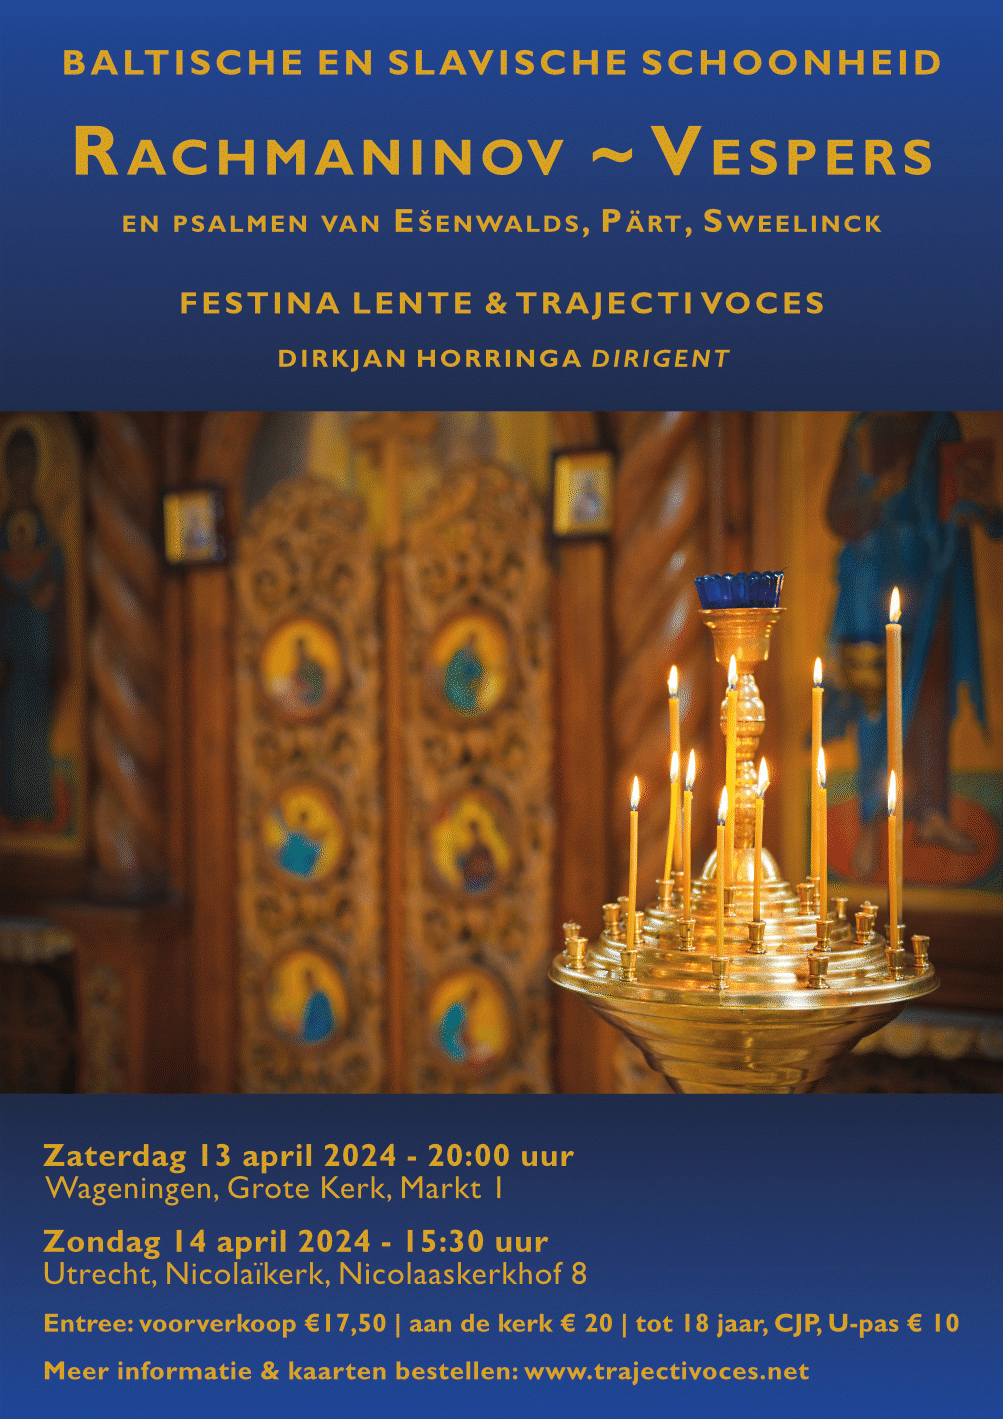 BALTISCHE EN SLAVISCHE SCHOONHEID
RACHMANINOV ~ VESPERS
EN PSALMEN VAN EŠENWALDS, PÄRT, SWEELINCK
FESTINA LENTE & TRAJECTI VOCES
DIRKJAN HORRINGA DIRIGENT
Zaterdag 13 april 2024 - 20:00 uur
Wageningen, Grote Kerk, Markt 1
Zondag 14 april 2024 - 15:30 uur
Utrecht, Nicolaïkerk, Nicolaaskerkhof 8
Entree: voorverkoop €17,50 | aan de kerk € 20 | tot 18 jaar, CJP, U-pas € 10
Meer informatie & kaarten bestellen: www.trajectivoces.net